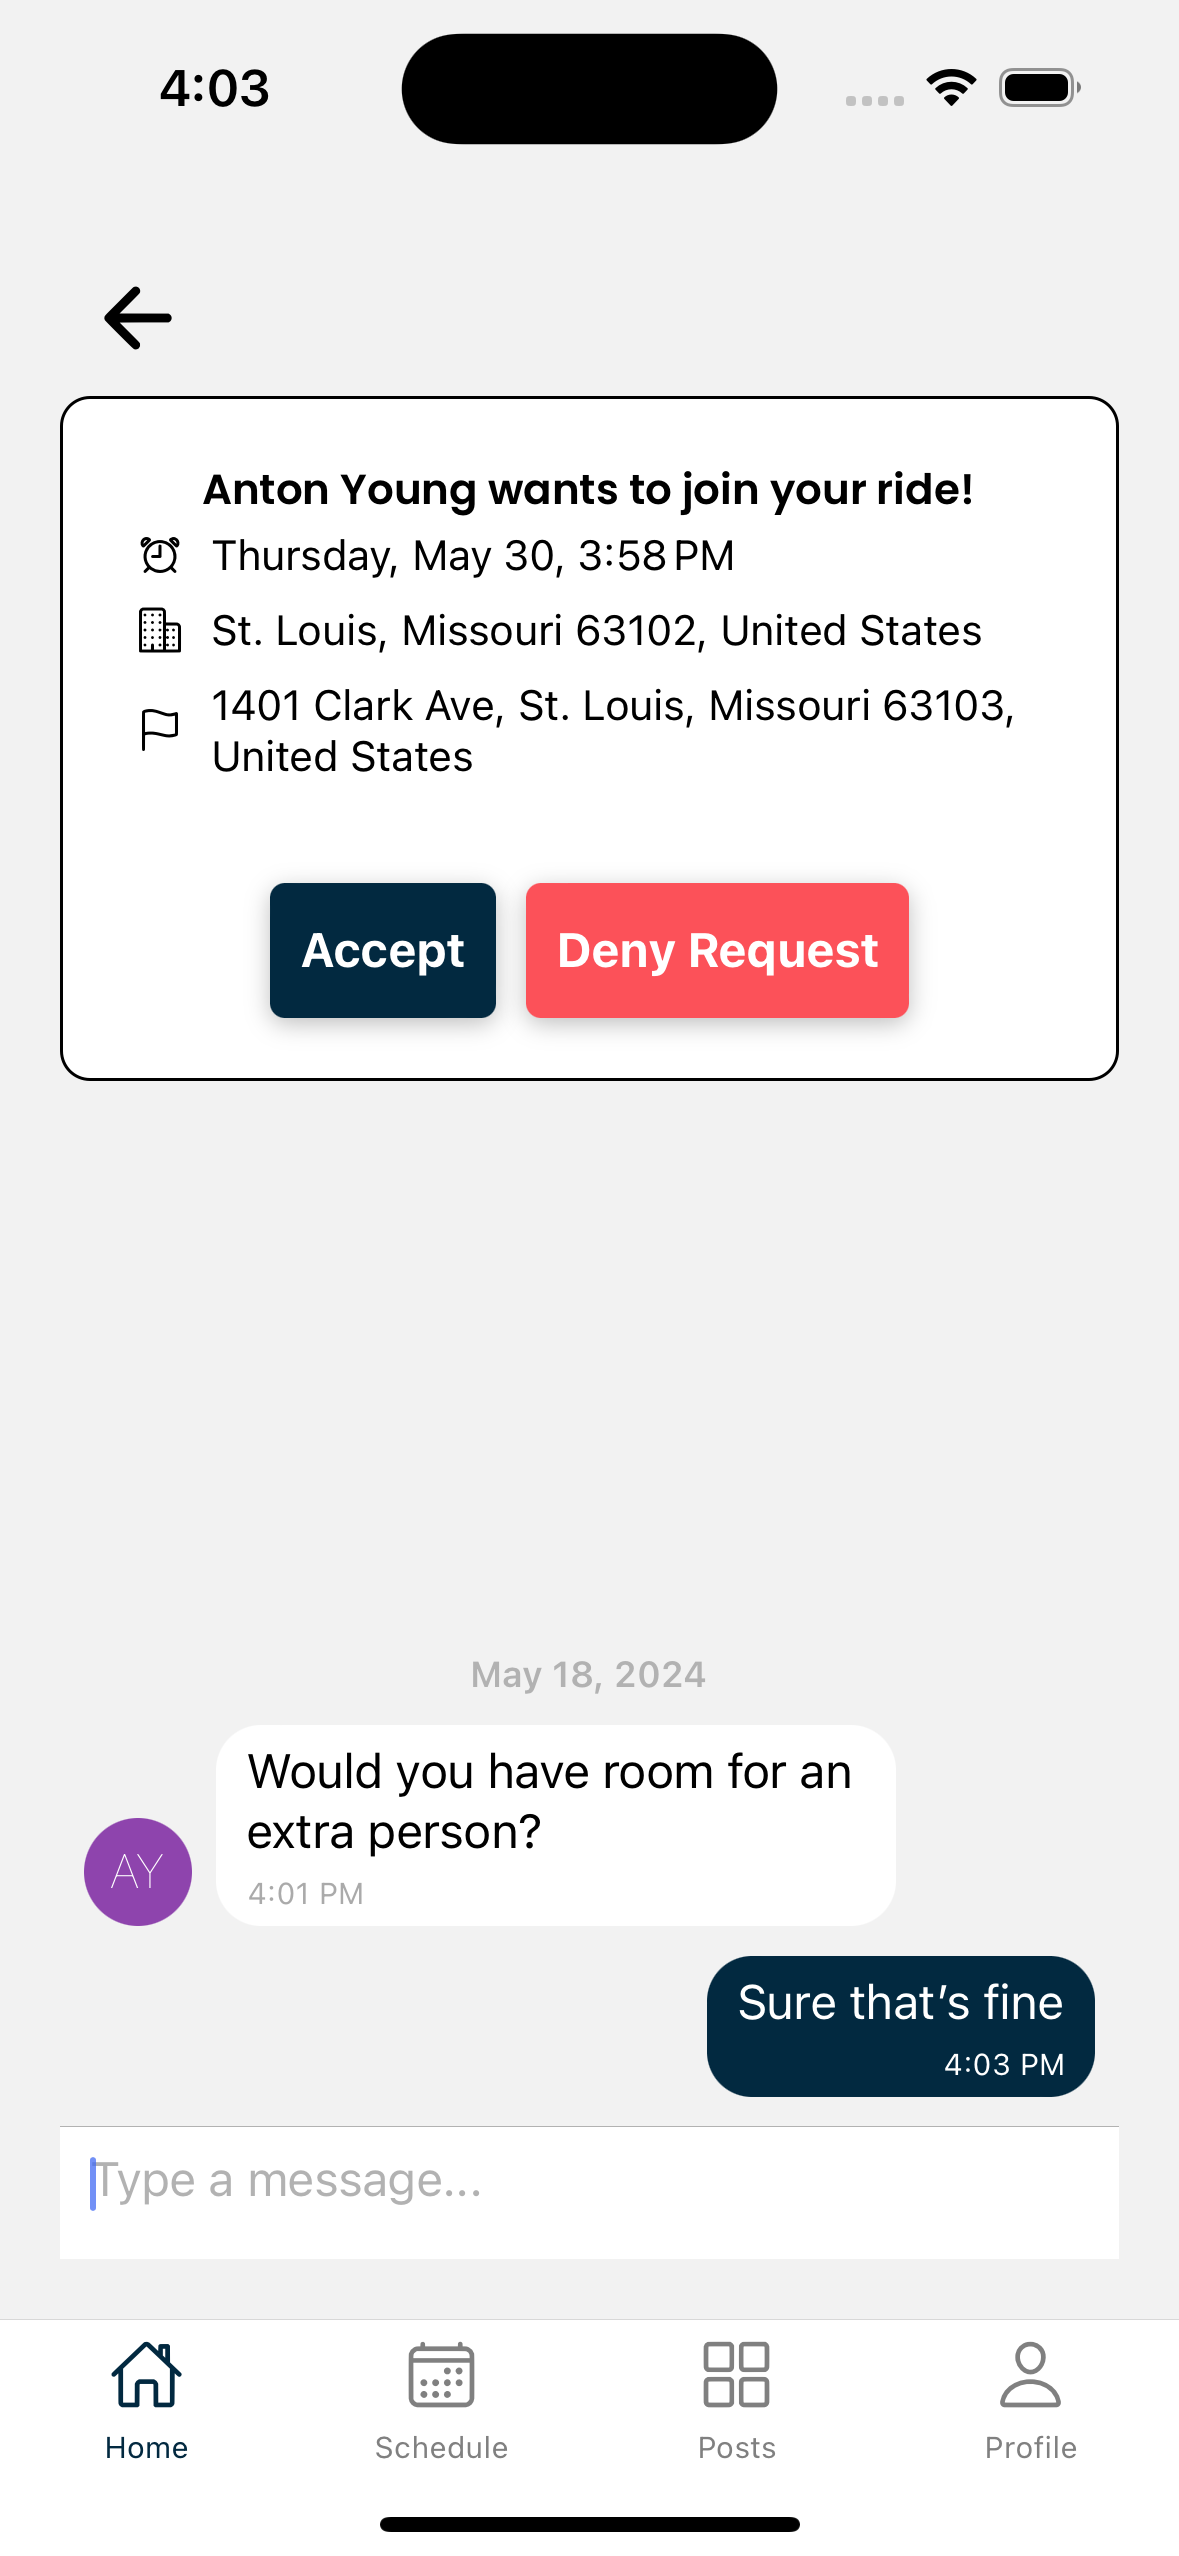 4:03
Anton Young wants to join your ride!
Thursday, May 30, 3:58 PM
St. Louis, Missouri 63102, United States
1401 Clark Ave, St. Louis, Missouri 63103,
United States
Accept
Deny Request
May 18, 2024
Would you have room for an
extra person?
4:01 PM
AY
Sure that’s fine
4:03 PM
Type a message...
Home
Schedule
Posts
Profile